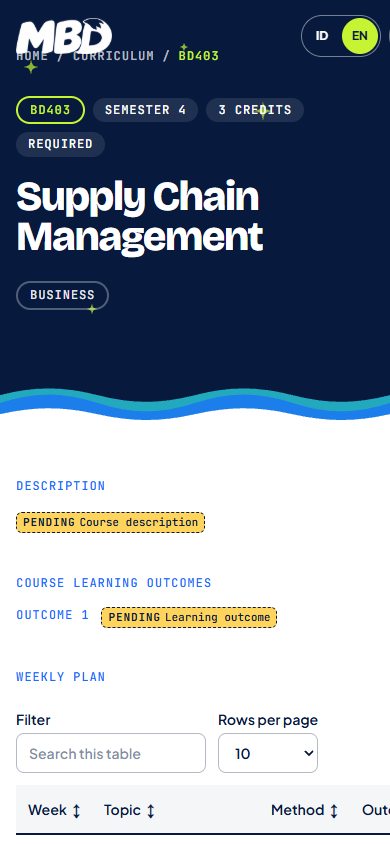 MBD
ID EN
HOME / CURRICULUM / BD403
BD403 SEMESTER 4 3 CREDITS
REQUIRED
Supply Chain
Management
BUSINESS
DESCRIPTION
PENDING Course description
COURSE LEARNING OUTCOMES
OUTCOME 1 PENDING Learning outcome
WEEKLY PLAN
Filter Rows per page
Search this table 10
Week ↕ Topic ↕ Method ↕ Outc